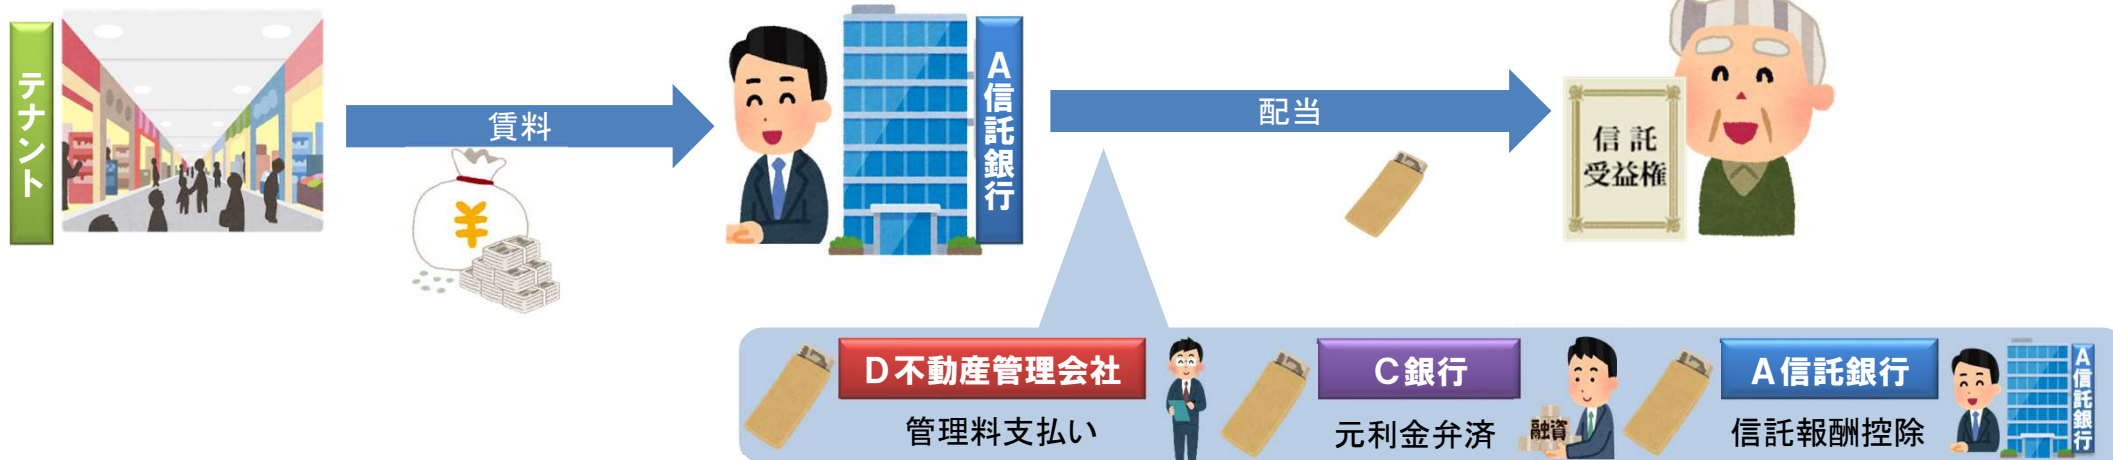 テナント
賃料
¥
A信託銀行
配当
信託
受益権
D不動産管理会社
管理料支払い
C銀行
元利金弁済
融資
A信託銀行
信託報酬控除
A信託銀行